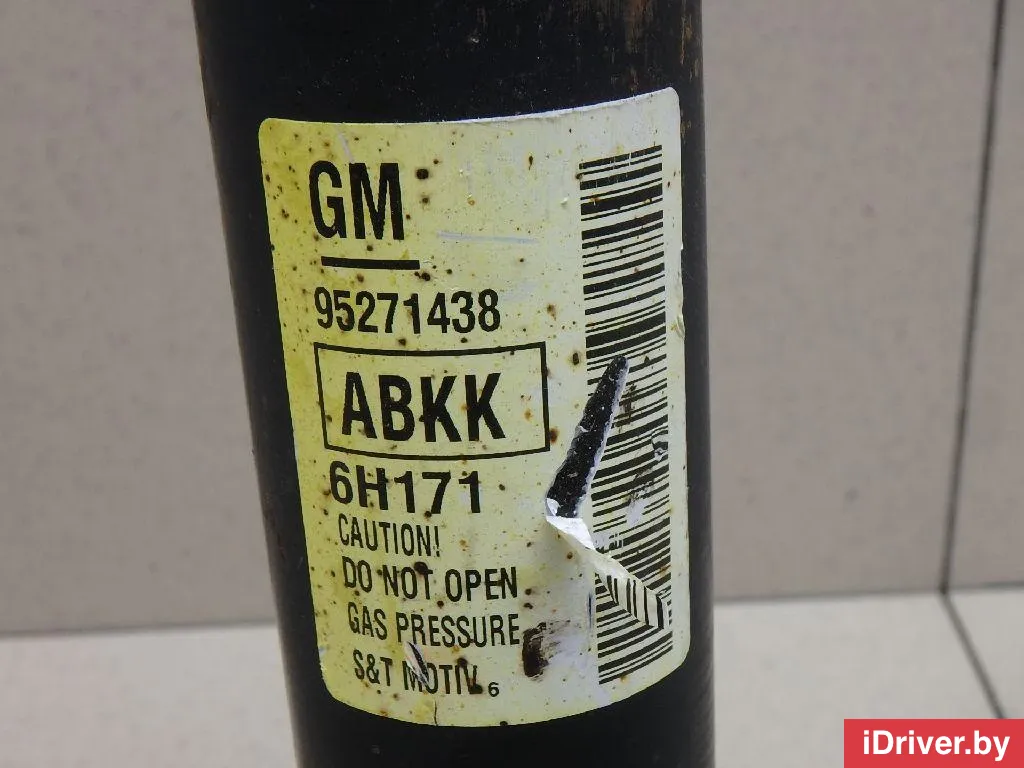 GM
95271438
ABKK
6H171
CAUTION!
DO NOT OPEN
GAS PRESSURE
S&T MOTIV 6
iDriver.by